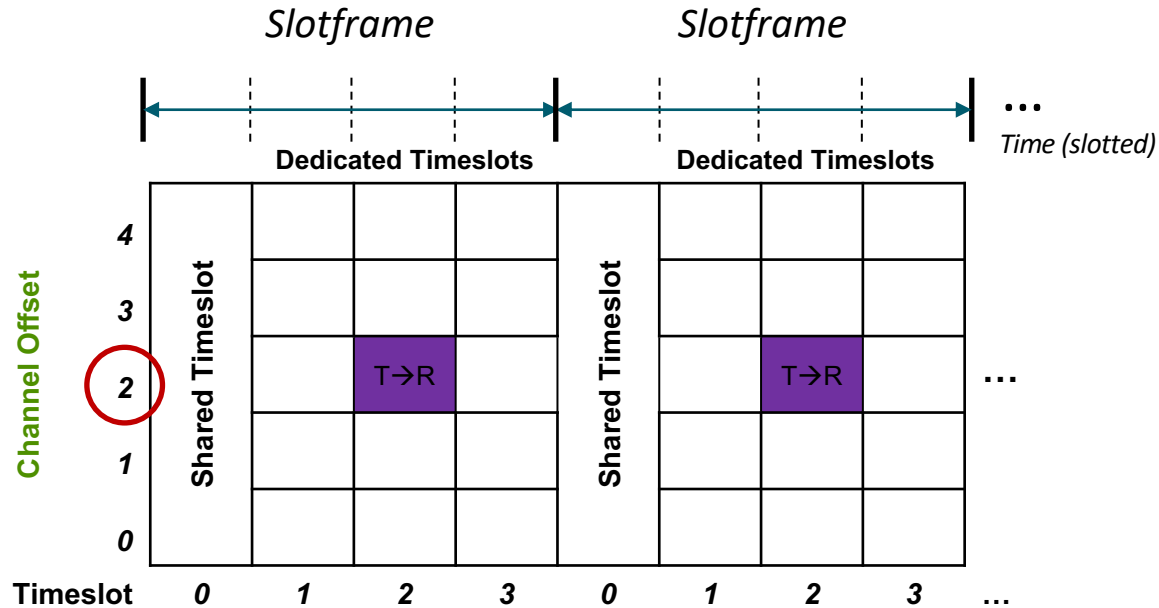 Slotframe Slotframe
...
Time (slotted)
Dedicated Timeslots Dedicated Timeslots
Channel Offset
4
3
2
1
0
Shared Timeslot
T→R
Shared Timeslot
T→R
...
Timeslot 0 1 2 3 0 1 2 3 ...